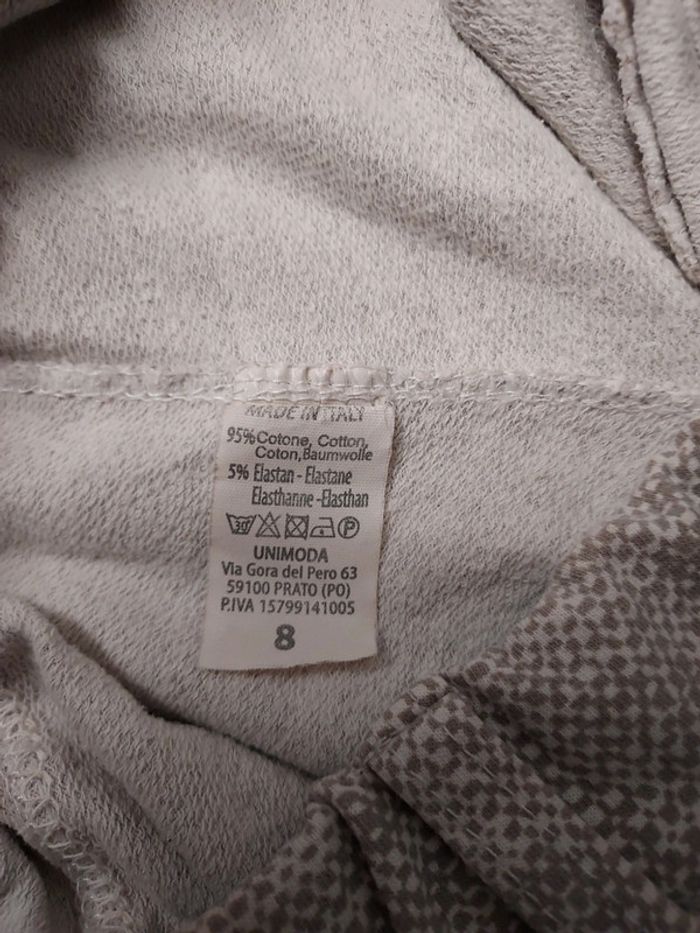 MADE IN ITALY
95% Cotone, Cotton,
Coton, Baumwolle
5% Elastan - Elastane
Elasthanne - Elasthan
30 P
UNIMODA
Via Gora del Pero 63
59100 PRATO (PO)
P.IVA 15799141005
8